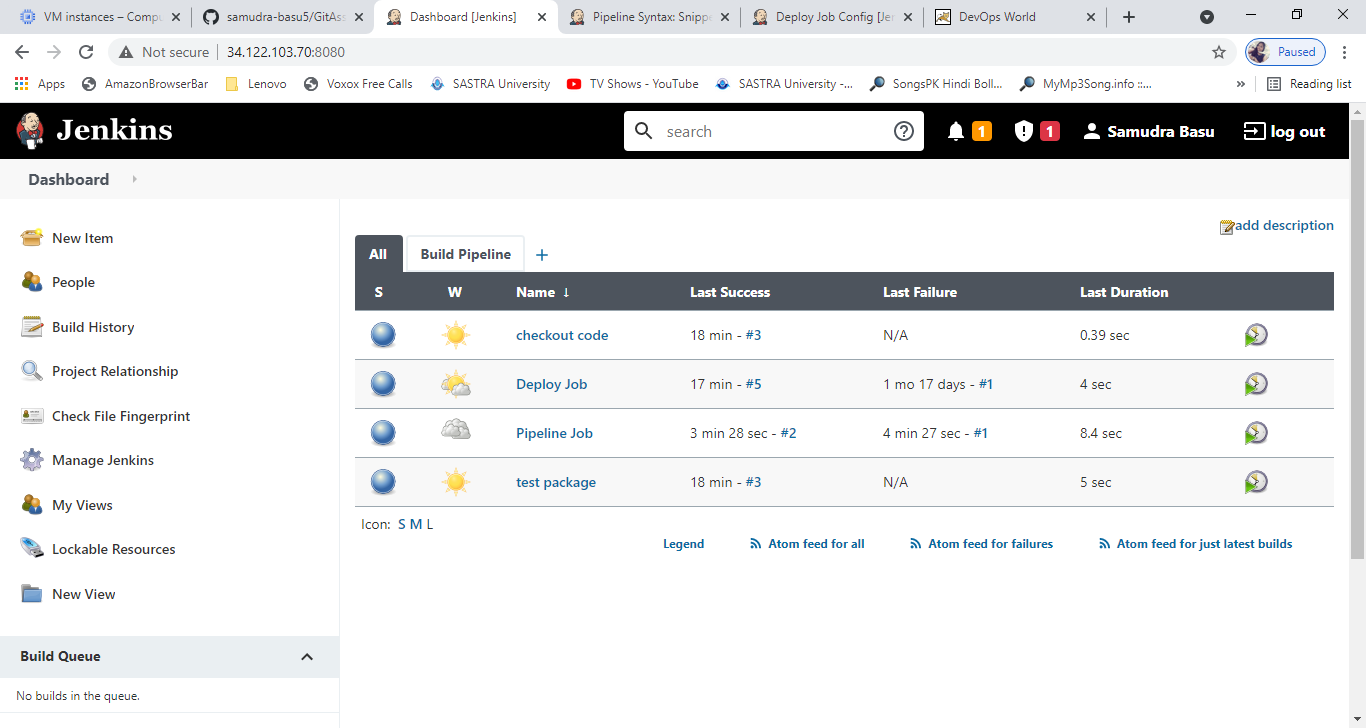 VM instances – Compu
samudra-basu5/GitAss
Dashboard [Jenkins]
Pipeline Syntax: Snippe
Deploy Job Config [Jen
DevOps World
Not secure 34.122.103.70:8080 Paused
Apps AmazonBrowserBar Lenovo Voxox Free Calls SASTRA University TV Shows - YouTube SASTRA University -... SongsPK Hindi Boll... MyMp3Song.info ::... » Reading list
Jenkins search 1 1 Samudra Basu log out
Dashboard
New Item
People
Build History
Project Relationship
Check File Fingerprint
Manage Jenkins
My Views
Lockable Resources
New View
Build Queue
No builds in the queue.
add description
All Build Pipeline +
S W Name ↓ Last Success Last Failure Last Duration
checkout code 18 min - #3 N/A 0.39 sec
Deploy Job 17 min - #5 1 mo 17 days - #1 4 sec
Pipeline Job 3 min 28 sec - #2 4 min 27 sec - #1 8.4 sec
test package 18 min - #3 N/A 5 sec
Icon: S M L
Legend Atom feed for all Atom feed for failures Atom feed for just latest builds